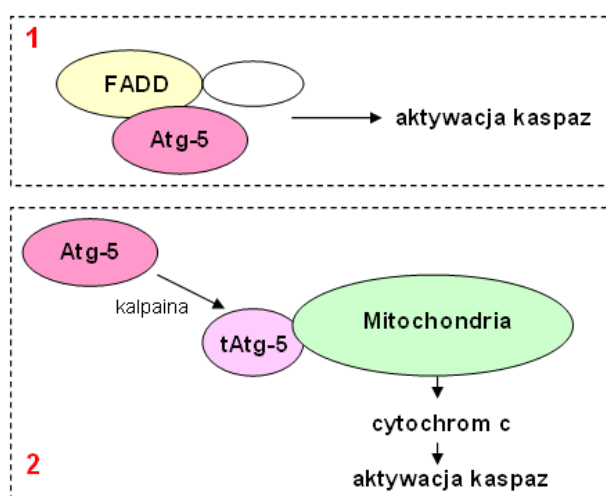 1
FADD
Atg-5
aktywacja kaspaz
Atg-5
kalpaina
tAtg-5
Mitochondria
cytochrom c
aktywacja kaspaz
2